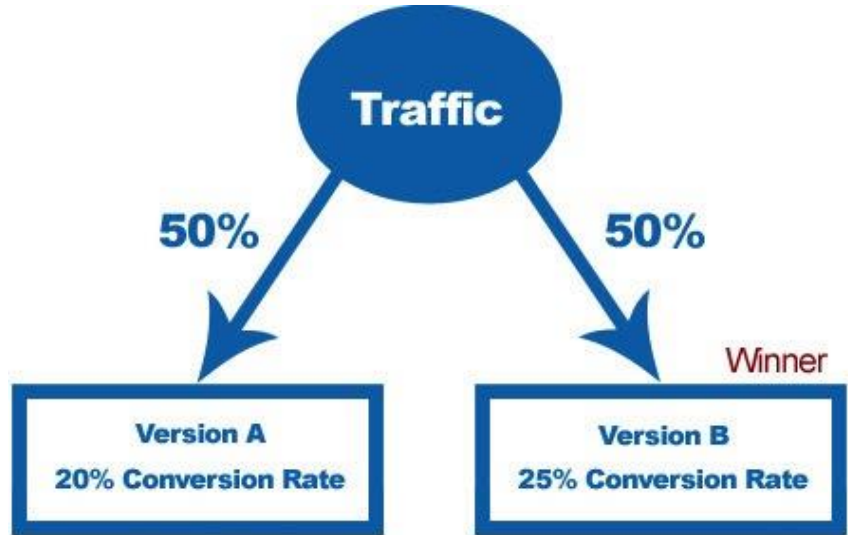 Traffic
50%
50%
Winner
Version A
20% Conversion Rate
Version B
25% Conversion Rate